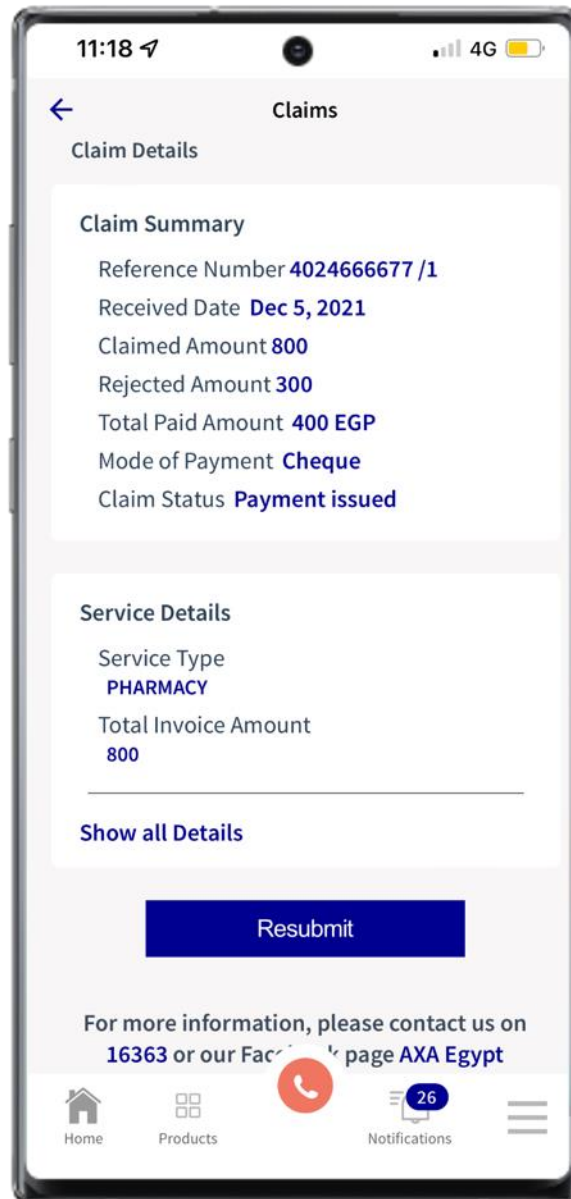 11:18
4G
Claims
Claim Details
Claim Summary
Reference Number 4024666677 /1
Received Date Dec 5, 2021
Claimed Amount 800
Rejected Amount 300
Total Paid Amount 400 EGP
Mode of Payment Cheque
Claim Status Payment issued
Service Details
Service Type
PHARMACY
Total Invoice Amount
800
Show all Details
Resubmit
For more information, please contact us on
16363 or our page AXA Egypt
26
Home
Products
Notifications